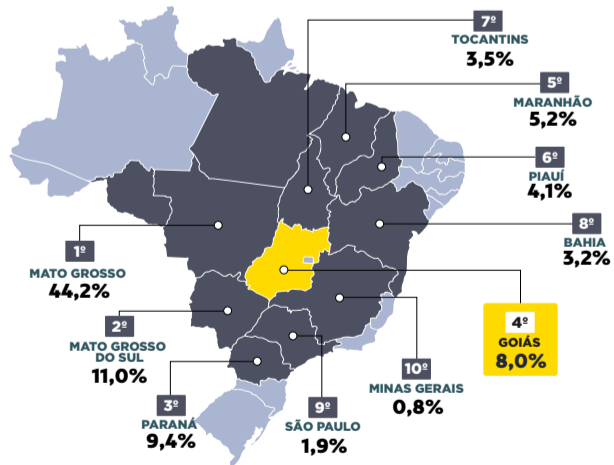 7º
TOCANTINS
3,5%
5º
MARANHÃO
5,2%
6º
PIAUÍ
4,1%
8º
BAHIA
3,2%
1º
MATO GROSSO
44,2%
2º
MATO GROSSO
DO SUL
11,0%
4º
GOIÁS
8,0%
3º
PARANÁ
9,4%
9º
SÃO PAULO
1,9%
10º
MINAS GERAIS
0,8%